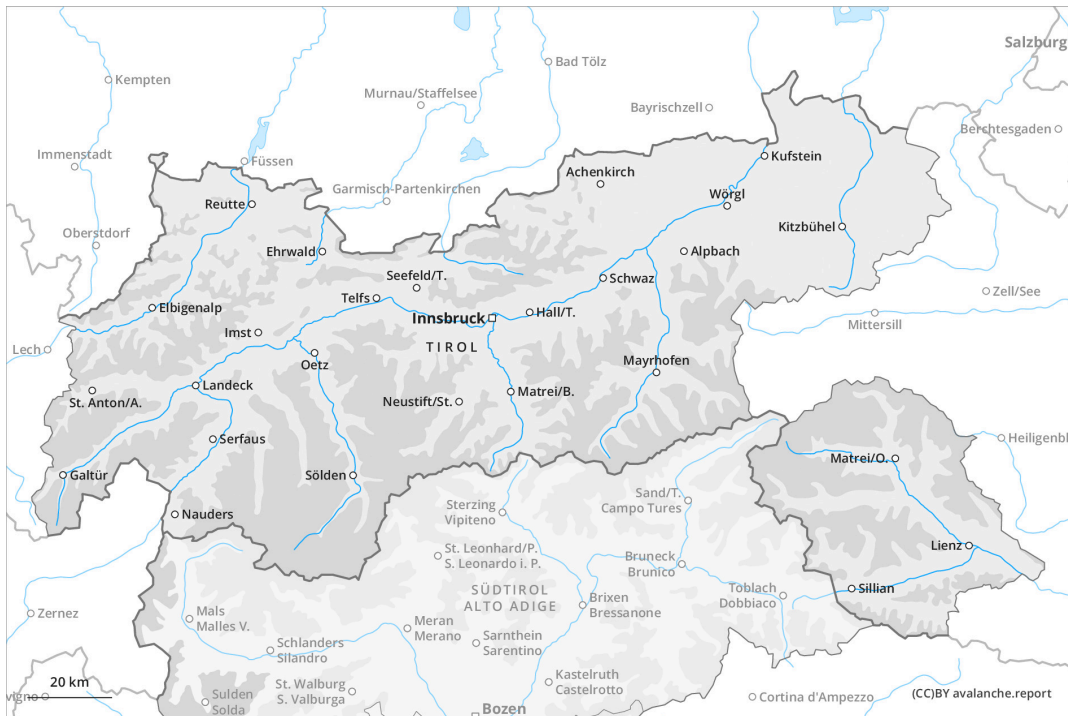 Salzburg
Kempten
Bad Tölz
Murnau/Staffelsee
Bayrischzell
Berchtesgaden
Immenstadt
Füssen
Kufstein
Achenkirch
Garmisch-Partenkirchen
Reutte
Wörgl
Oberstdorf
Kitzbühel
Ehrwald
Alpbach
Seefeld/T.
Schwaz
Zell/See
Telfs
Elbigenalp
Innsbruck
Hall/T.
Mittersill
Imst
TIROL
Lech
Oetz
Mayrhofen
Landeck
St. Anton/A.
Neustift/St.
Matrei/B.
Serfaus
Heiligenbl
Matrei/O.
Galtür
Sölden
Sand/T.
Campo Tures
Sterzing
Vipiteno
Nauders
Lienz
St. Leonhard/P.
S. Leonardo i. P.
Bruneck
Brunico
SÜDTIROL
ALTO ADIGE
Toblach
Dobbiaco
Sillian
Brixen
Bressanone
Zernez
Mals
Malles V.
Meran
Merano
Sarnthein
Sarentino
Schlanders
Silandro
Kastelruth
Castelrotto
20 km
St. Walburg
S. Valburga
vigno
Sulden
Solda
Cortina d'Ampezzo
(CC)BY avalanche.report
Bozen